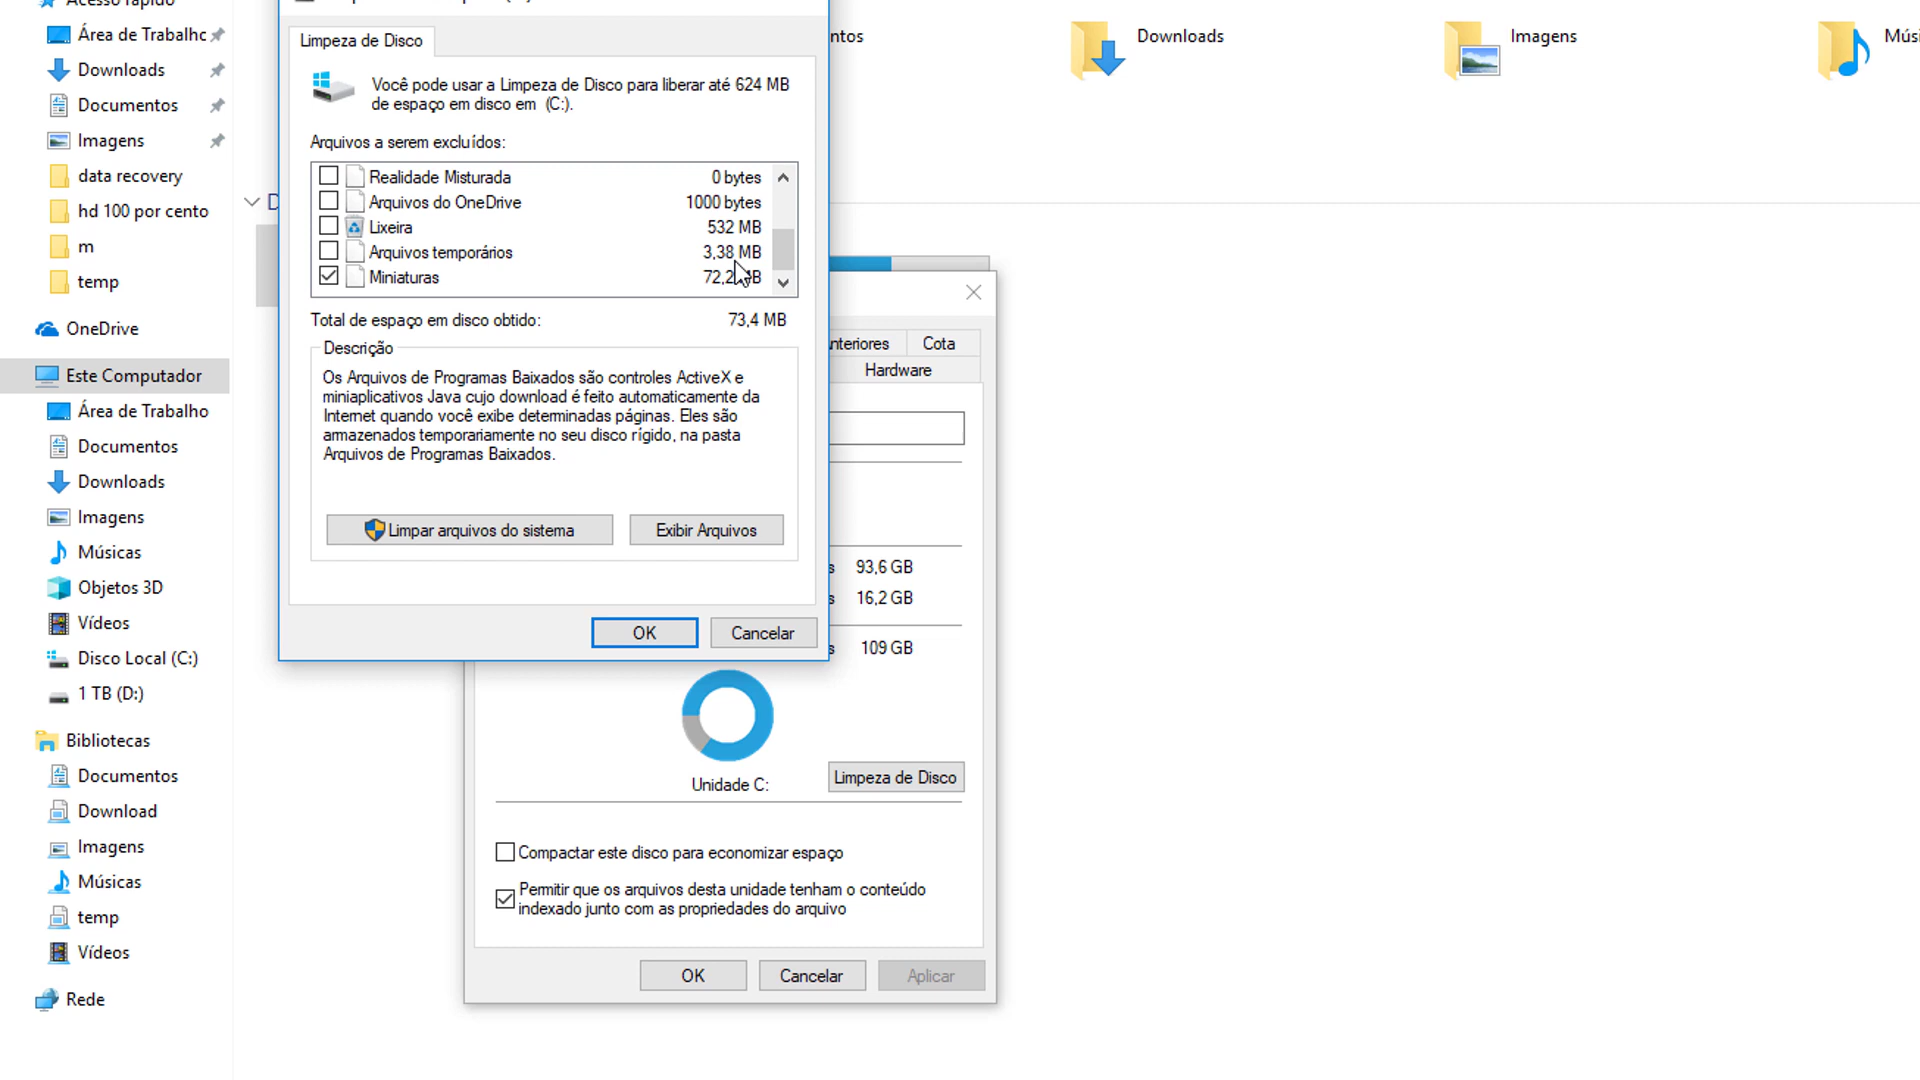 Acesso rápido
Área de Trabalhc
Downloads
Documentos
Imagens
data recovery
hd 100 por cento
m
temp
OneDrive
Este Computador
Área de Trabalho
Documentos
Downloads
Imagens
Músicas
Objetos 3D
Vídeos
Disco Local (C:)
1 TB (D:)
Bibliotecas
Documentos
Download
Imagens
Músicas
temp
Vídeos
Rede
ntos
Downloads
Imagens
Músi
D
Limpeza de Disco
Você pode usar a Limpeza de Disco para liberar até 624 MB
de espaço em disco em (C:).
Arquivos a serem excluídos:
Realidade Misturada 0 bytes
Arquivos do OneDrive 1000 bytes
Lixeira 532 MB
Arquivos temporários 3,38 MB
Miniaturas 72,2 MB
Total de espaço em disco obtido: 73,4 MB
Descrição
Os Arquivos de Programas Baixados são controles ActiveX e
miniaplicativos Java cujo download é feito automaticamente da
Internet quando você exibe determinadas páginas. Eles são
armazenados temporariamente no seu disco rígido, na pasta
Arquivos de Programas Baixados.
Limpar arquivos do sistema
Exibir Arquivos
OK
Cancelar
nteriores
Cota
Hardware
s 93,6 GB
s 16,2 GB
s 109 GB
Unidade C:
Limpeza de Disco
Compactar este disco para economizar espaço
Permitir que os arquivos desta unidade tenham o conteúdo
indexado junto com as propriedades do arquivo
OK
Cancelar
Aplicar